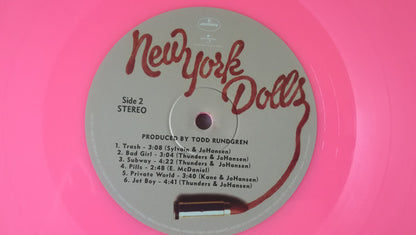 New York
Dolls
Side 2
STEREO
PRODUCED BY TODD RUNDGREN
1. Trash - 3:08 (Sylvain & JoHansen)
2. Bad Girl - 3:04 (Thunders & JoHansen)
3. Subway - 4:22 (Thunders & JoHansen)
4. Pills - 2:48 (E. McDanial)
5. Private World - 3:40 (Kane & JoHansen)
6. Jet Boy - 4:41 (Thunders & JoHansen)